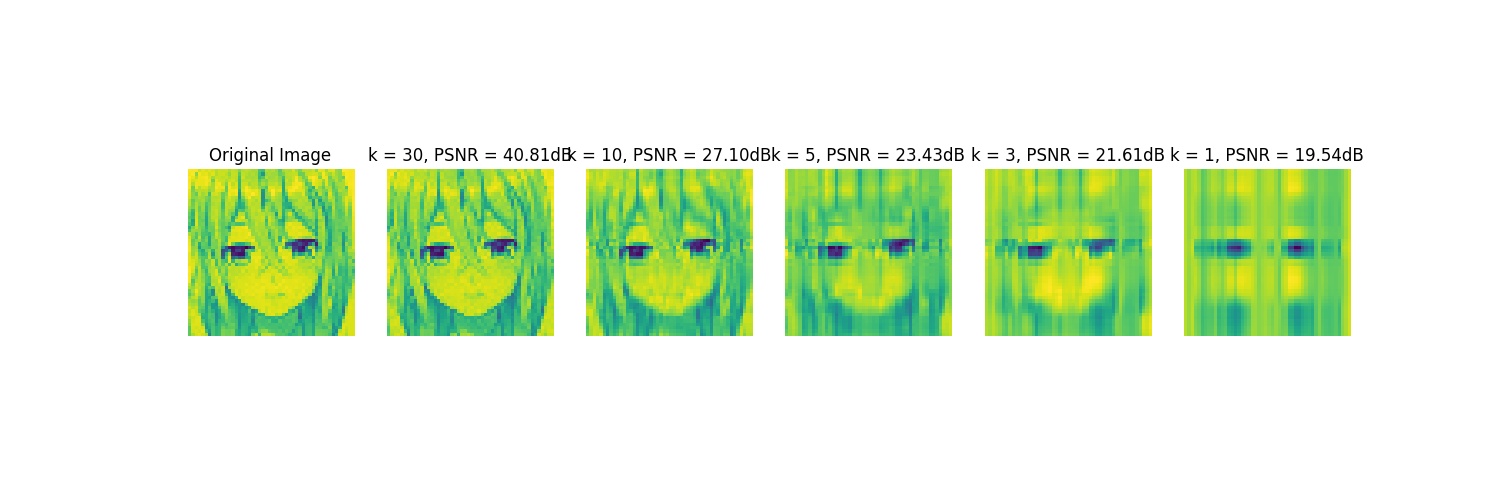 Original Image
k = 30, PSNR = 40.81dB
k = 10, PSNR = 27.10dB
k = 5, PSNR = 23.43dB
k = 3, PSNR = 21.61dB
k = 1, PSNR = 19.54dB